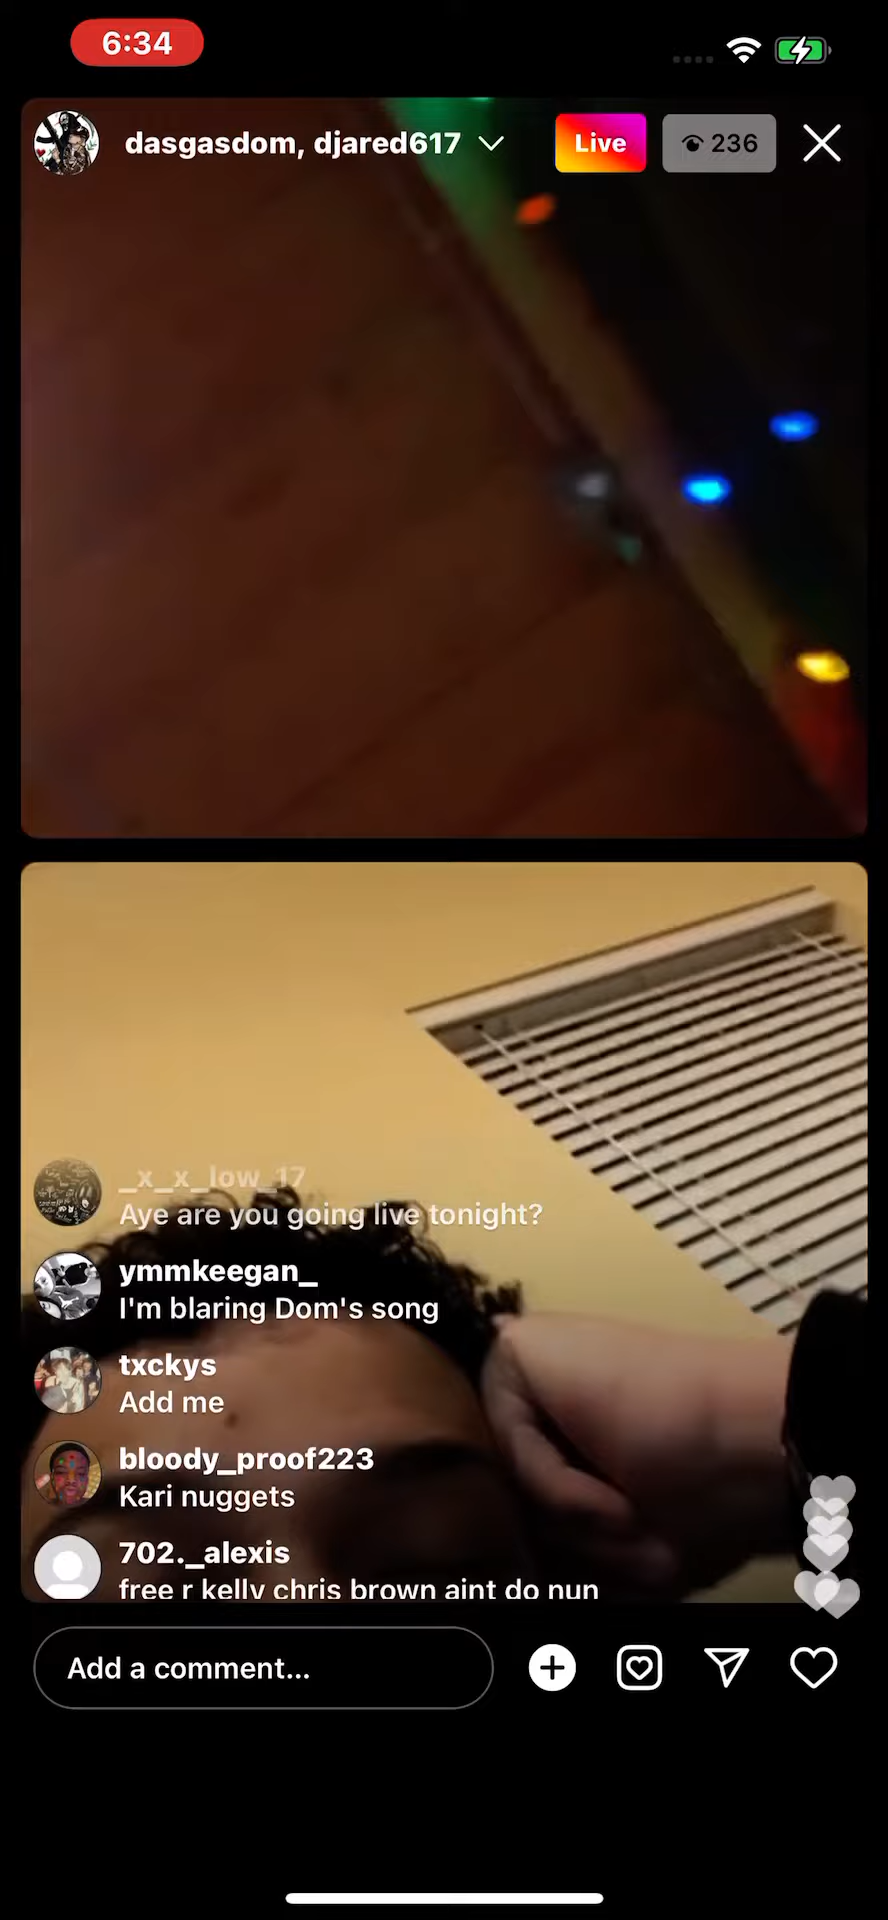 6:34
dasgasdom, djared617
Live
236
_x_x_low_17
Aye are you going live tonight?
ymmkeegan_
I'm blaring Dom's song
txckys
Add me
bloody_proof223
Kari nuggets
702._alexis
free r kelly chris brown aint do nun
Add a comment...